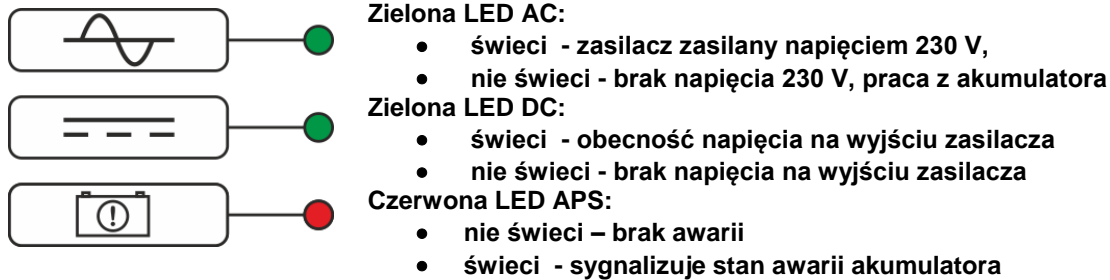 Zielona LED AC:
• świeci - zasilacz zasilany napięciem 230 V,
• nie świeci - brak napięcia 230 V, praca z akumulatora
Zielona LED DC:
• świeci - obecność napięcia na wyjściu zasilacza
• nie świeci - brak napięcia na wyjściu zasilacza
Czerwona LED APS:
• nie świeci – brak awarii
• świeci - sygnalizuje stan awarii akumulatora